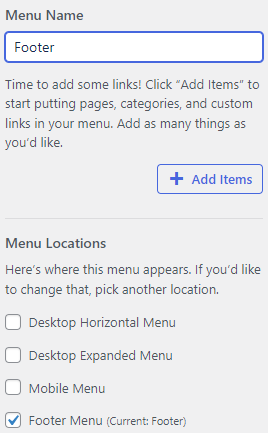 Menu Name
Footer
Time to add some links! Click “Add Items” to
start putting pages, categories, and custom
links in your menu. Add as many things as
you’d like.
+ Add Items
Menu Locations
Here’s where this menu appears. If you’d like
to change that, pick another location.
Desktop Horizontal Menu
Desktop Expanded Menu
Mobile Menu
Footer Menu (Current: Footer)